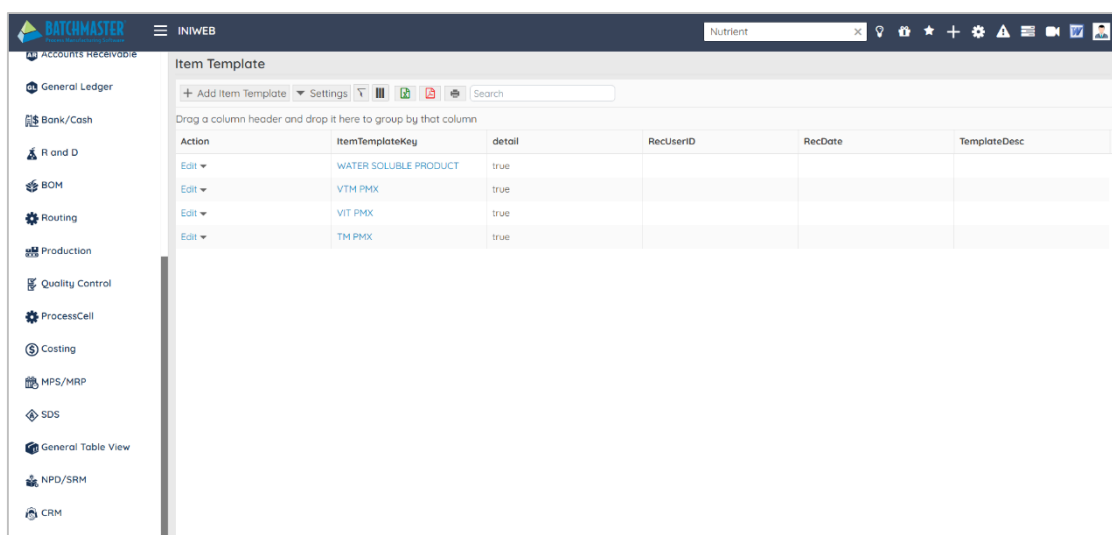 BATCHMASTER
INIWEB
Nutrient
Accounts Receivable
General Ledger
Bank/Cash
R and D
BOM
Routing
Production
Quality Control
ProcessCell
Costing
MPS/MRP
SDS
General Table View
NPD/SRM
CRM
Item Template
+ Add Item Template Settings Search
Drag a column header and drop it here to group by that column
Action ItemTemplateKey detail RecUserID RecDate TemplateDesc
Edit WATER SOLUBLE PRODUCT true
Edit VTM PMX true
Edit VIT PMX true
Edit TM PMX true